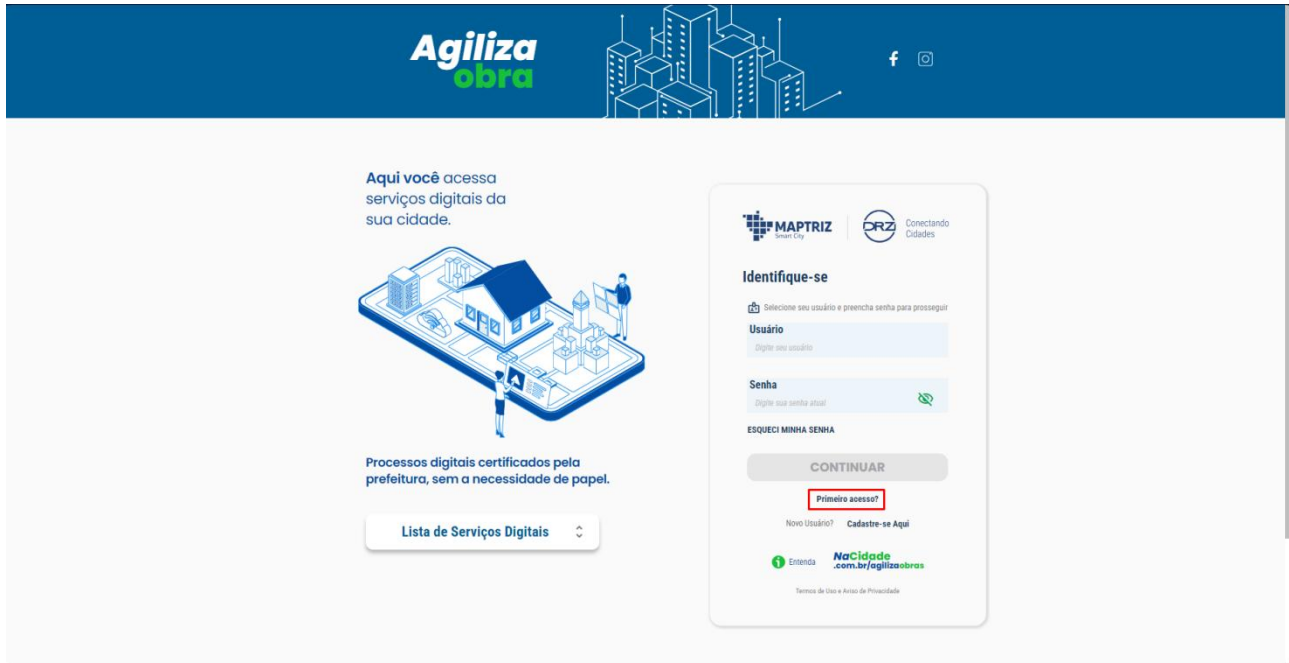 Agiliza
obra
Aqui você acessa
serviços digitais da
sua cidade.
Processos digitais certificados pela
prefeitura, sem a necessidade de papel.
Lista de Serviços Digitais
MAPTRIZ
Smart City
DRZ
Conectando
Cidades
Identifique-se
Selecione seu usuário e preencha senha para prosseguir
Usuário
Digite seu usuário
Senha
Digite sua senha atual
ESQUECI MINHA SENHA
CONTINUAR
Primeiro acesso?
Novo Usuário? Cadastre-se Aqui
Entenda
NaCidade
.com.br/agilizaobras
Termos de Uso e Aviso de Privacidade